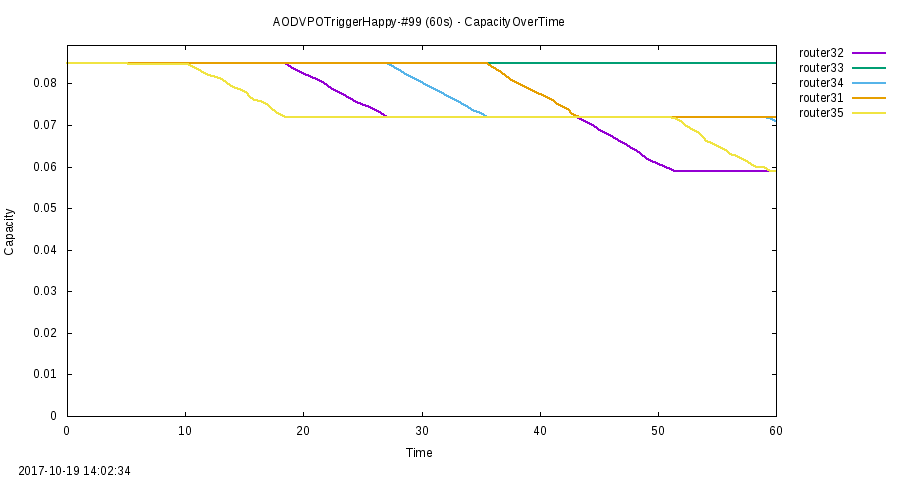 AODVPOTriggerHappy-#99 (60s) - CapacityOverTime
router32
router33
router34
router31
router35
0.08
0.07
0.06
0.05
0.04
0.03
0.02
0.01
0
Capacity
0 10 20 30 40 50 60
Time
2017-10-19 14:02:34